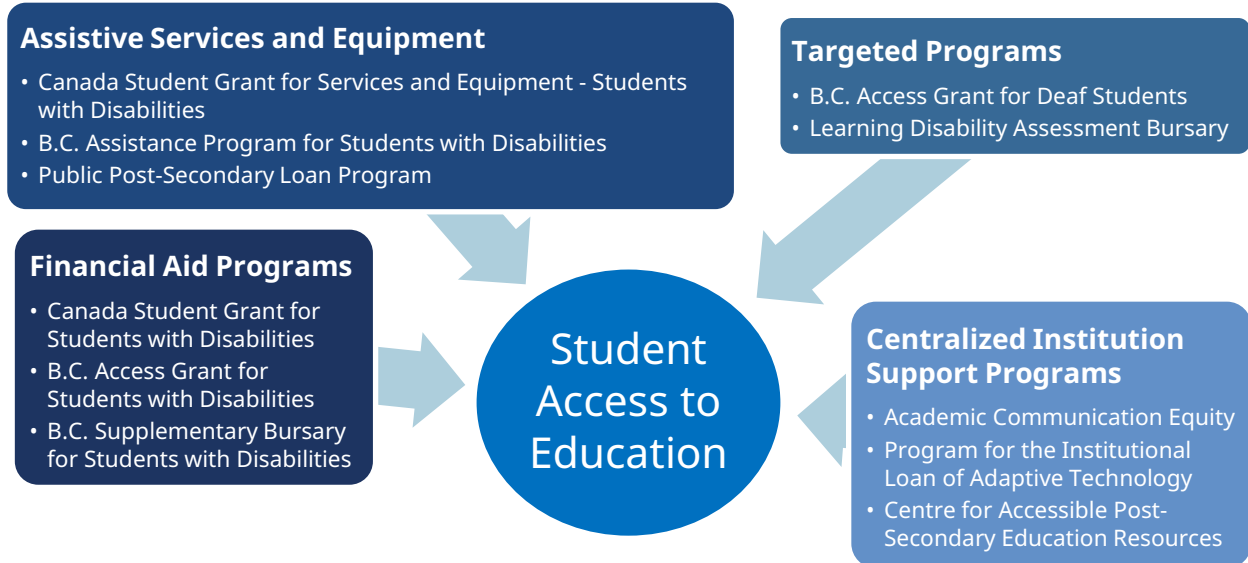 Assistive Services and Equipment
• Canada Student Grant for Services and Equipment - Students
with Disabilities
• B.C. Assistance Program for Students with Disabilities
• Public Post-Secondary Loan Program
Targeted Programs
• B.C. Access Grant for Deaf Students
• Learning Disability Assessment Bursary
Financial Aid Programs
• Canada Student Grant for
Students with Disabilities
• B.C. Access Grant for
Students with Disabilities
• B.C. Supplementary Bursary
for Students with Disabilities
Student
Access to
Education
Centralized Institution
Support Programs
• Academic Communication Equity
• Program for the Institutional
Loan of Adaptive Technology
• Centre for Accessible Post-
Secondary Education Resources